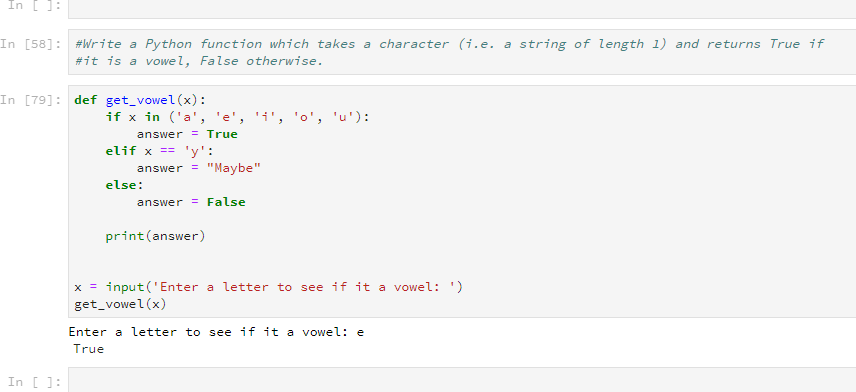 In [ ]:
In [58]: #Write a Python function which takes a character (i.e. a string of length 1) and returns True if
#it is a vowel, False otherwise.
In [79]: def get_vowel(x):
    if x in ('a', 'e', 'i', 'o', 'u'):
        answer = True
    elif x == 'y':
        answer = "Maybe"
    else:
        answer = False
    print(answer)
x = input('Enter a letter to see if it a vowel: ')
get_vowel(x)
Enter a letter to see if it a vowel: e
True
In [ ]: